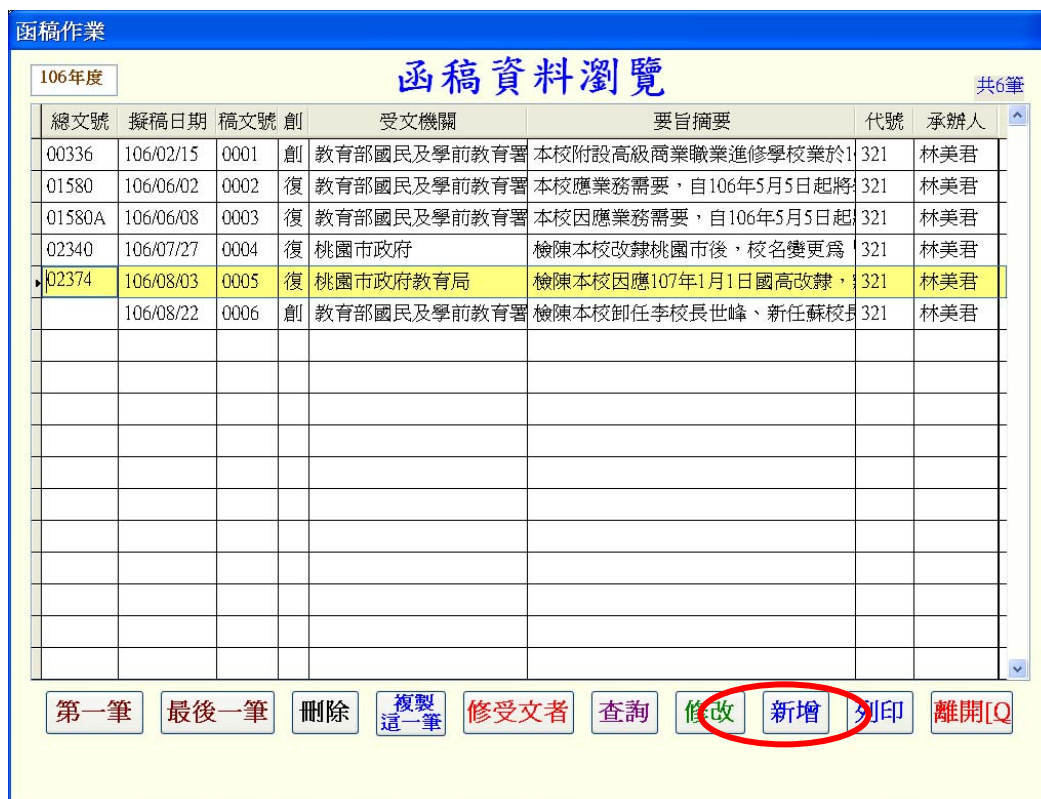 函稿作業
106年度 函稿資料瀏覽 共6筆
總文號 擬稿日期 稿文號 創 受文機關 要旨摘要 代號 承辦人
00336 106/02/15 0001 創 教育部國民及學前教育署 本校附設高級商業職業進修學校業於1 321 林美君
01580 106/06/02 0002 復 教育部國民及學前教育署 本校應業務需要，自106年5月5日起將 321 林美君
01580A 106/06/08 0003 復 教育部國民及學前教育署 本校因應業務需要，自106年5月5日起 321 林美君
02340 106/07/27 0004 復 桃園市政府 檢陳本校改隸桃園市後，校名變更為 321 林美君
02374 106/08/03 0005 復 桃園市政府教育局 檢陳本校因應107年1月1日國高改隸， 321 林美君
106/08/22 0006 創 教育部國民及學前教育署 檢陳本校卸任李校長世峰、新任蘇校長 321 林美君
第一筆 最後一筆 刪除 複製 修受文者 查詢 修改 新增 列印 離開[Q
這一筆